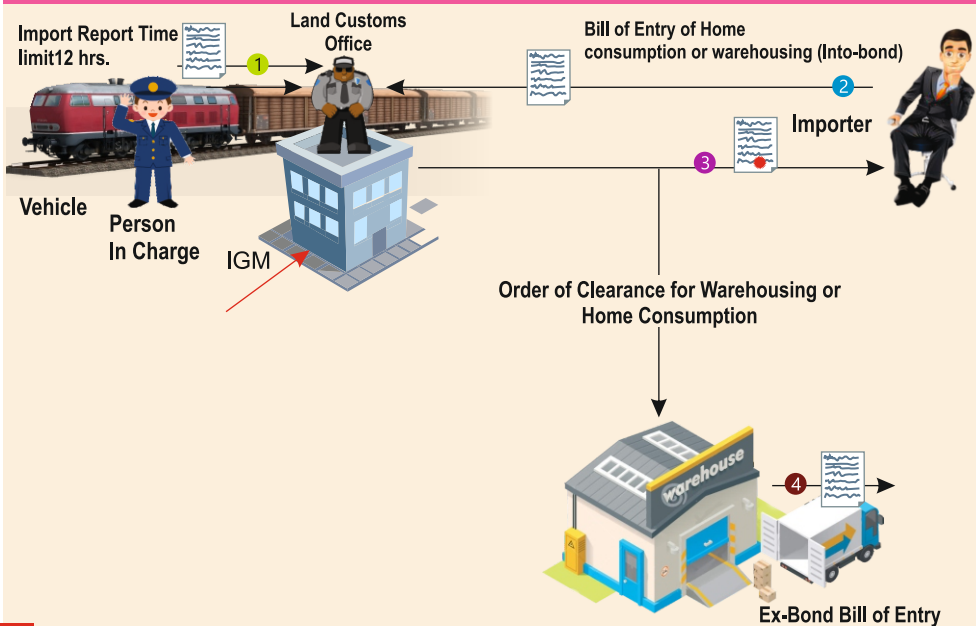 Import Report Time
limit12 hrs.
1
Land Customs
Office
Bill of Entry of Home
consumption or warehousing (Into-bond)
2
Importer
3
Vehicle
Person
In Charge
IGM
Order of Clearance for Warehousing or
Home Consumption
warehouse
4
Ex-Bond Bill of Entry